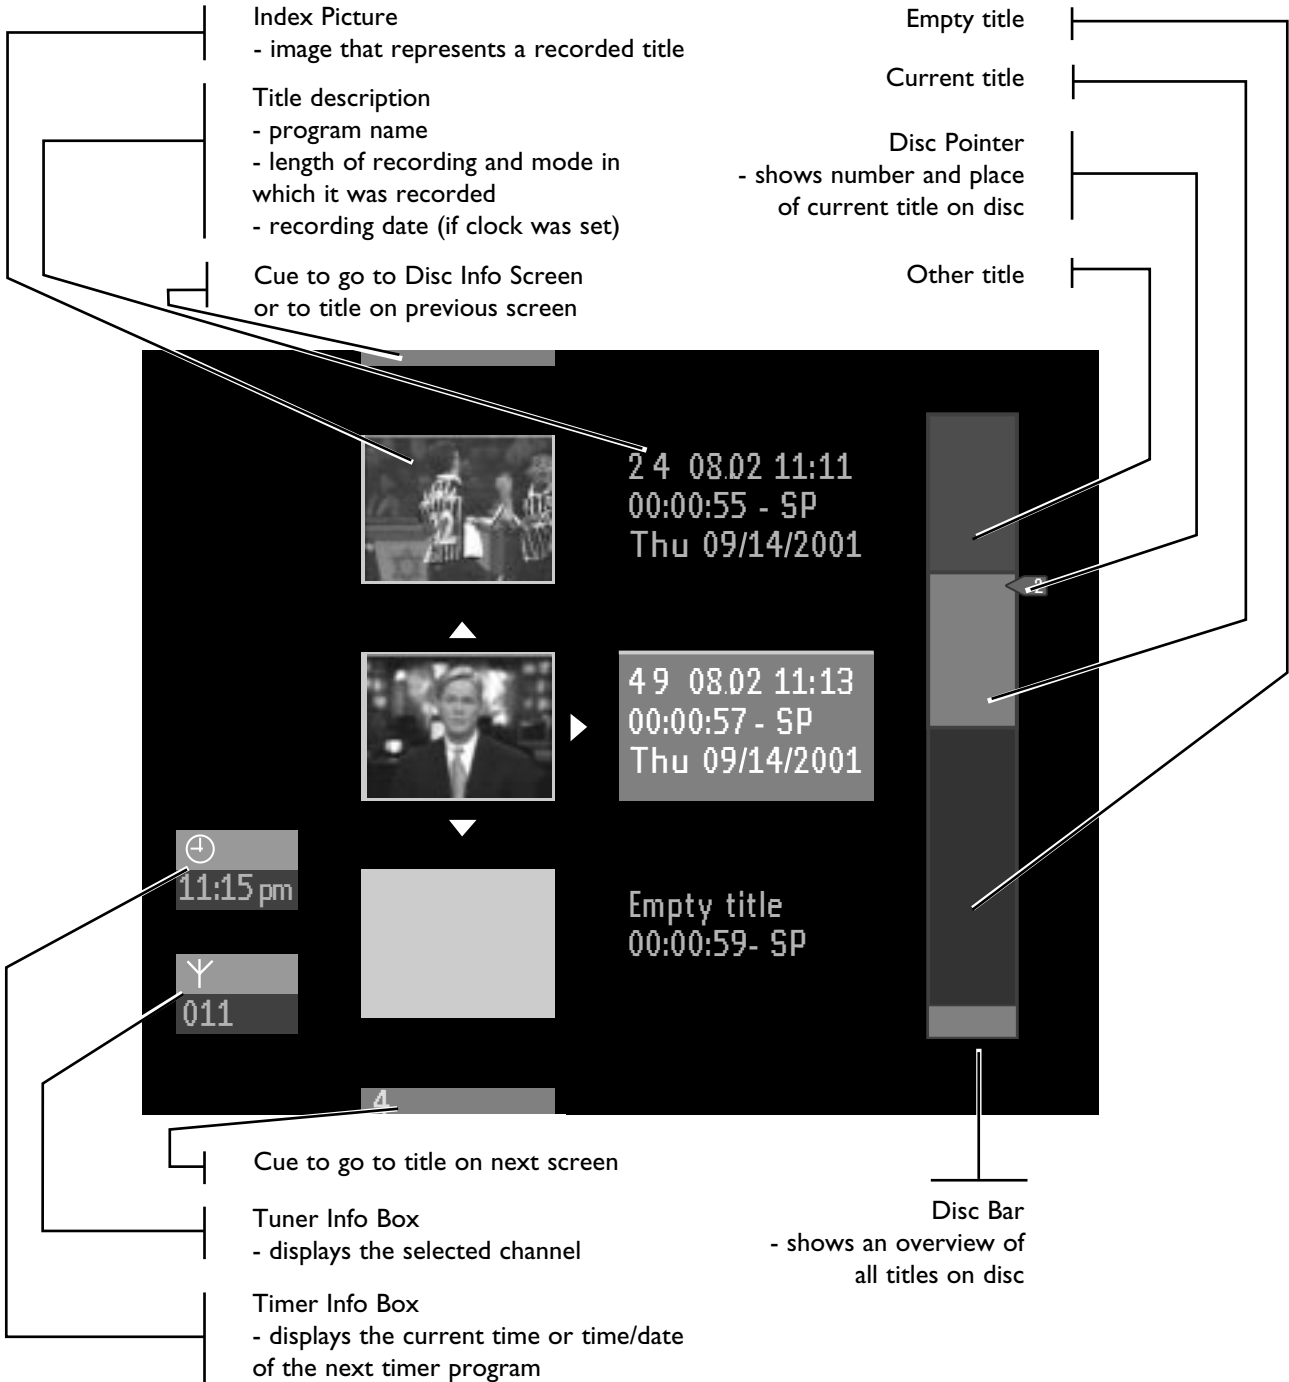 Index Picture
- image that represents a recorded title
Title description
- program name
- length of recording and mode in
which it was recorded
- recording date (if clock was set)
Cue to go to Disc Info Screen
or to title on previous screen
Empty title
Current title
Disc Pointer
- shows number and place
of current title on disc
Other title
2 4 08.02 11:11
00:00:55 - SP
Thu 09/14/2001
2
4 9 08.02 11:13
00:00:57 - SP
Thu 09/14/2001
11:15 pm
Empty title
00:00:59- SP
011
4
Cue to go to title on next screen
Tuner Info Box
- displays the selected channel
Timer Info Box
- displays the current time or time/date
of the next timer program
Disc Bar
- shows an overview of
all titles on disc